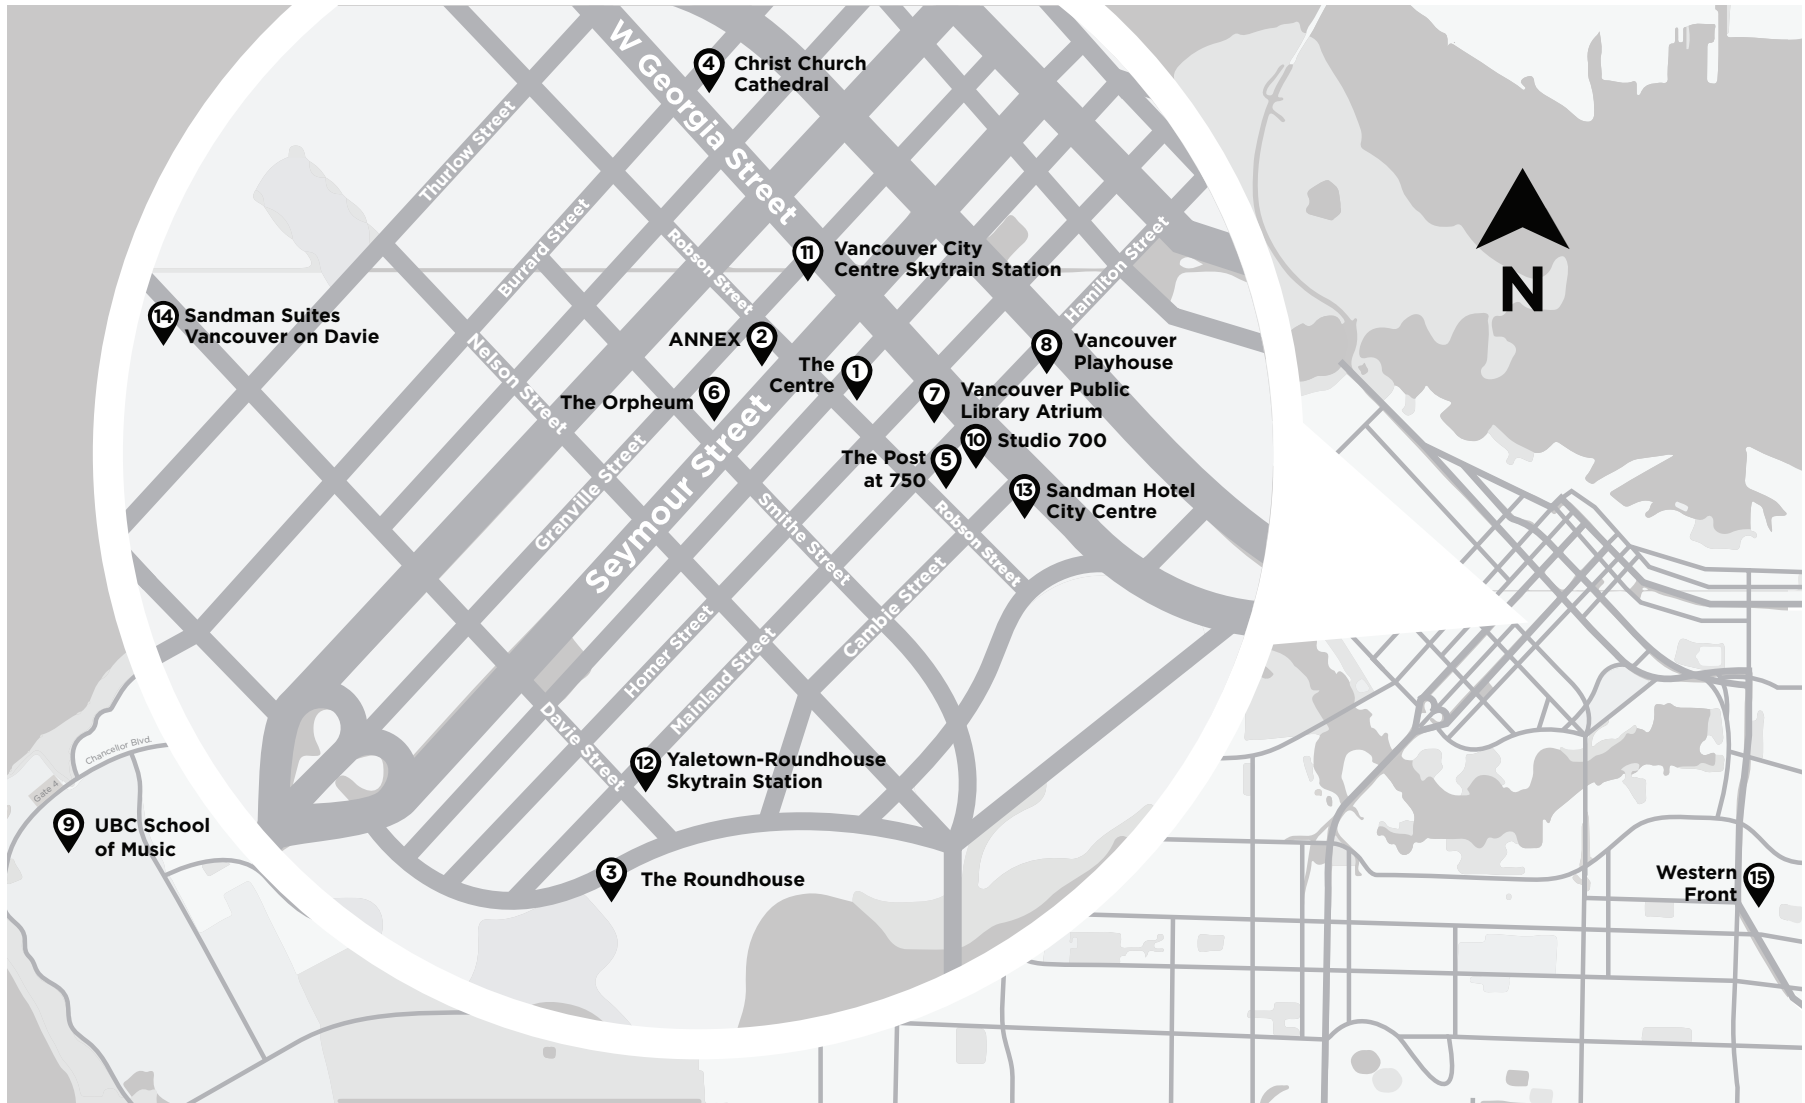 W Georgia Street
4
Christ Church
Cathedral
Thurlow Street
Burrard Street
Robson Street
11
Vancouver City
Centre Skytrain Station
Hamilton Street
N
14
Sandman Suites
Vancouver on Davie
Nelson Street
ANNEX
2
The
Centre
1
8
Vancouver
Playhouse
The Orpheum
6
7
Vancouver Public
Library Atrium
10
Studio 700
The Post
at 750
5
13
Sandman Hotel
City Centre
Granville Street
Seymour Street
Smithe Street
Robson Street
Cambie Street
Homer Street
Mainland Street
Davie Street
12
Yaletown-Roundhouse
Skytrain Station
Chancellor Blvd.
Gate 4
9
UBC School
of Music
3
The Roundhouse
Western
Front
15